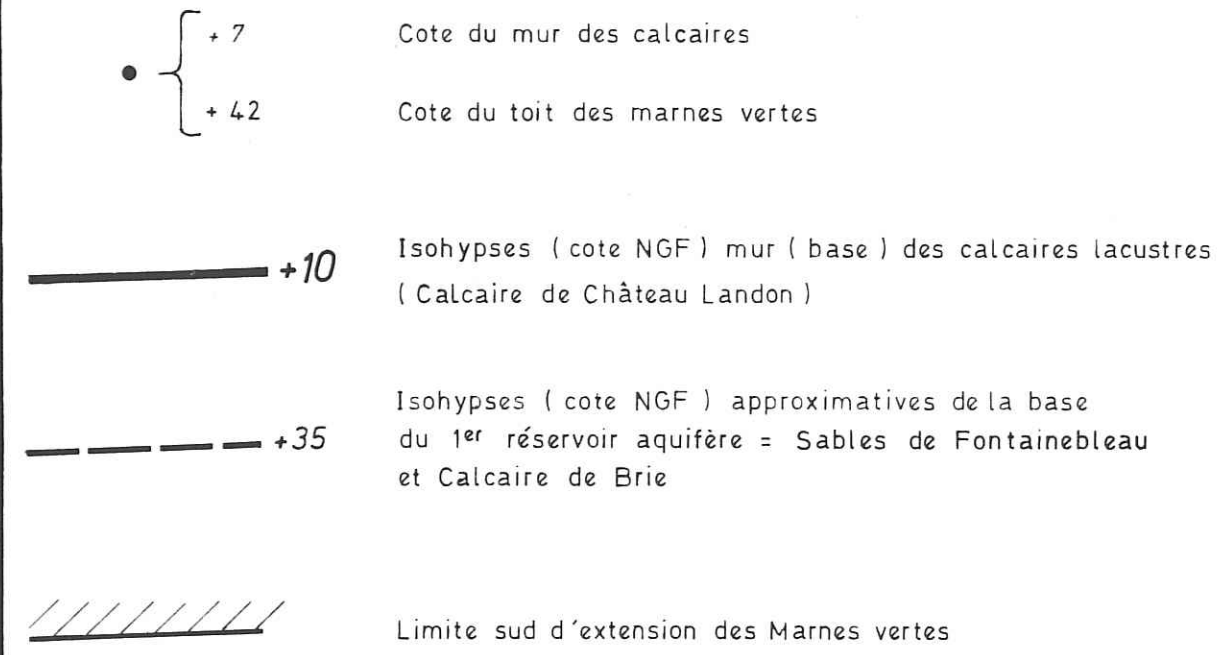 + 7 Cote du mur des calcaires
+ 42 Cote du toit des marnes vertes
+10 Isohypses ( cote NGF ) mur ( base ) des calcaires lacustres
( Calcaire de Château Landon )
+35 Isohypses ( cote NGF ) approximatives de la base
du 1er réservoir aquifère = Sables de Fontainebleau
et Calcaire de Brie
Limite sud d'extension des Marnes vertes